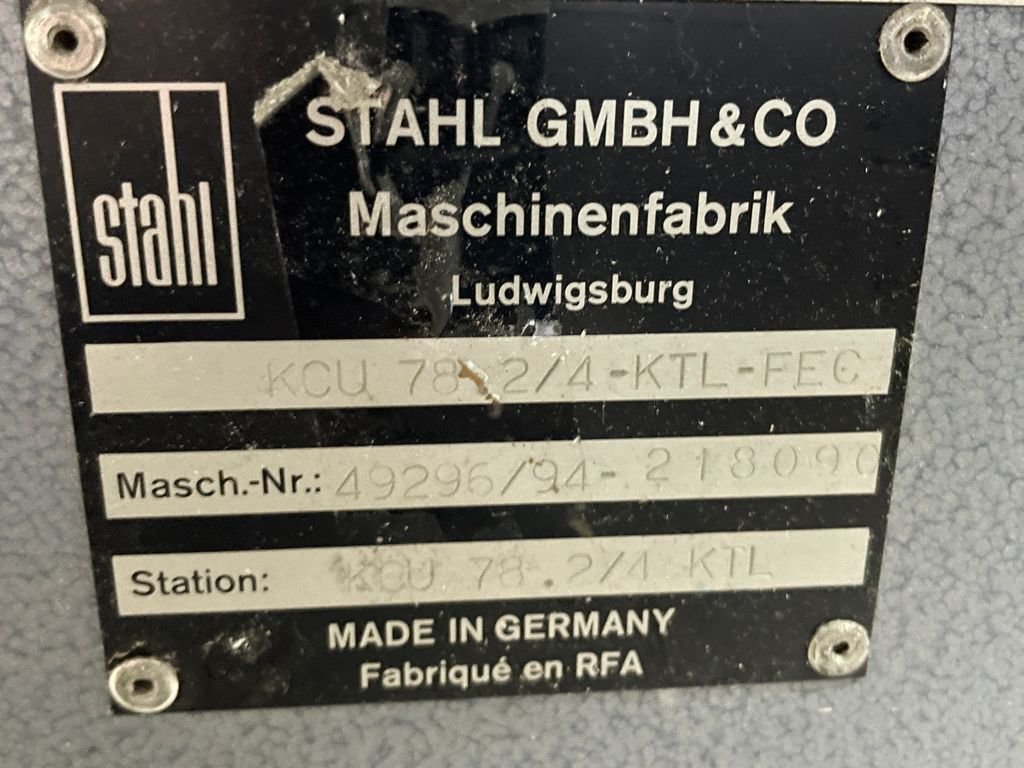 stahl
STAHL GMBH & CO
Maschinenfabrik
Ludwigsburg
KCU 78.2/4-KTL-FEC
Masch.-Nr.: 49296/94-218090
Station: KCU 78.2/4 KTL
MADE IN GERMANY
Fabriqué en RFA